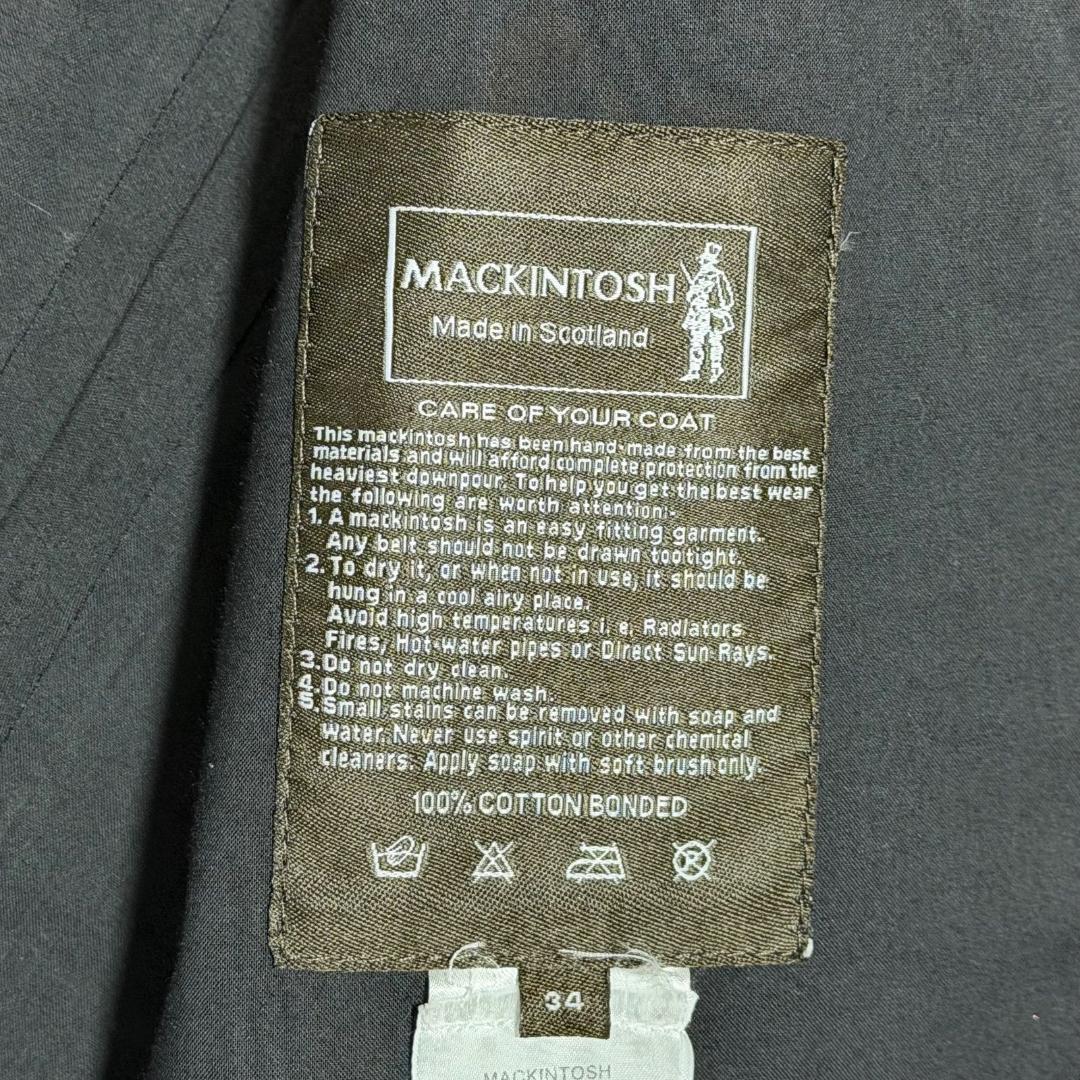 MACKINTOSH
Made in Scotland
CARE OF YOUR COAT
This mackintosh has been hand-made from the best
materials and will afford complete protection from the
heaviest downpour. To help you get the best wear
the following are worth attention:-
1. A mackintosh is an easy fitting garment.
Any belt should not be drawn too tight.
2. To dry it, or when not in use, it should be
hung in a cool airy place.
Avoid high temperatures i.e. Radiators
Fires, Hot-water pipes or Direct Sun Rays.
3. Do not dry clean.
4. Do not machine wash.
5. Small stains can be removed with soap and
water. Never use spirit or other chemical
cleaners. Apply soap with soft brush only.
100% COTTON BONDED
34
MACKINTOSH